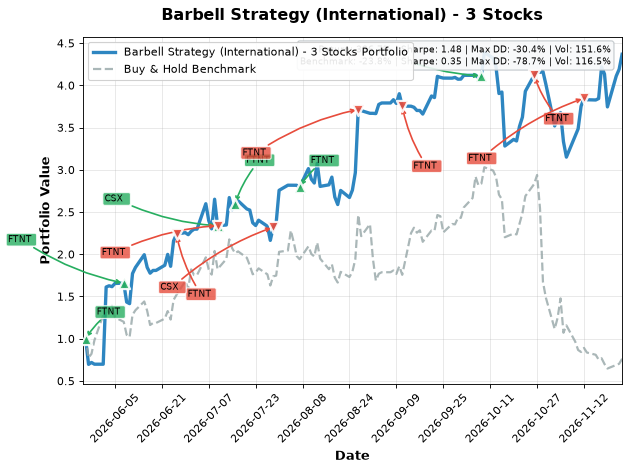 Barbell Strategy (International) - 3 Stocks
Barbell Strategy (International) - 3 Stocks Portfolio
Buy & Hold Benchmark
Sharpe: 1.48 | Max DD: -30.4% | Vol: 151.6%
Benchmark: -23.8% | Sharpe: 0.35 | Max DD: -78.7% | Vol: 116.5%
Portfolio Value
4.5
4.0
3.5
3.0
2.5
2.0
1.5
1.0
0.5
FTNT
FTNT
CSX
FTNT
FTNT
CSX
FTNT
FTNT
FTNT
FTNT
FTNT
FTNT
2026-06-05
2026-06-21
2026-07-07
2026-07-23
2026-08-08
2026-08-24
2026-09-09
2026-09-25
2026-10-11
2026-10-27
2026-11-12
Date